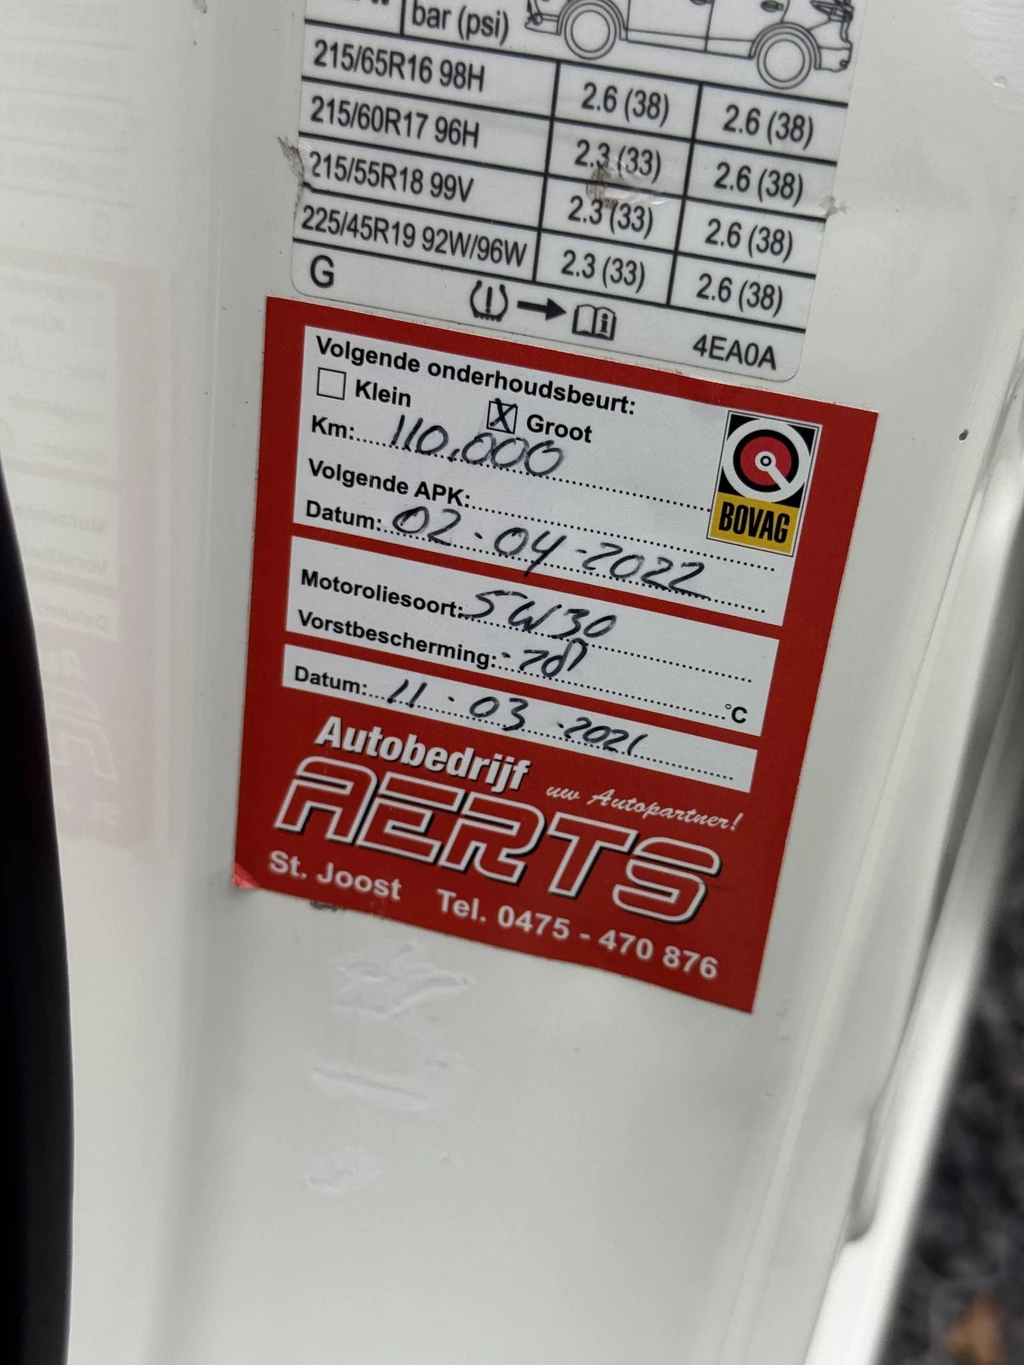 bar (psi)
215/65R16 98H 2.6 (38) 2.6 (38)
215/60R17 96H 2.3 (33) 2.6 (38)
215/55R18 99V 2.3 (33) 2.6 (38)
225/45R19 92W/96W 2.3 (33) 2.6 (38)
G 4EA0A
Volgende onderhoudsbeurt:
Klein X Groot
Km: 110.000
Volgende APK:
Datum: 02-04-2022
BOVAG
Motoroliesoort: 5W30
Vorstbescherming: °C
Datum: 11-03-2021
Autobedrijf
uw Autopartner!
AERTS
St. Joost Tel. 0475 - 470 876